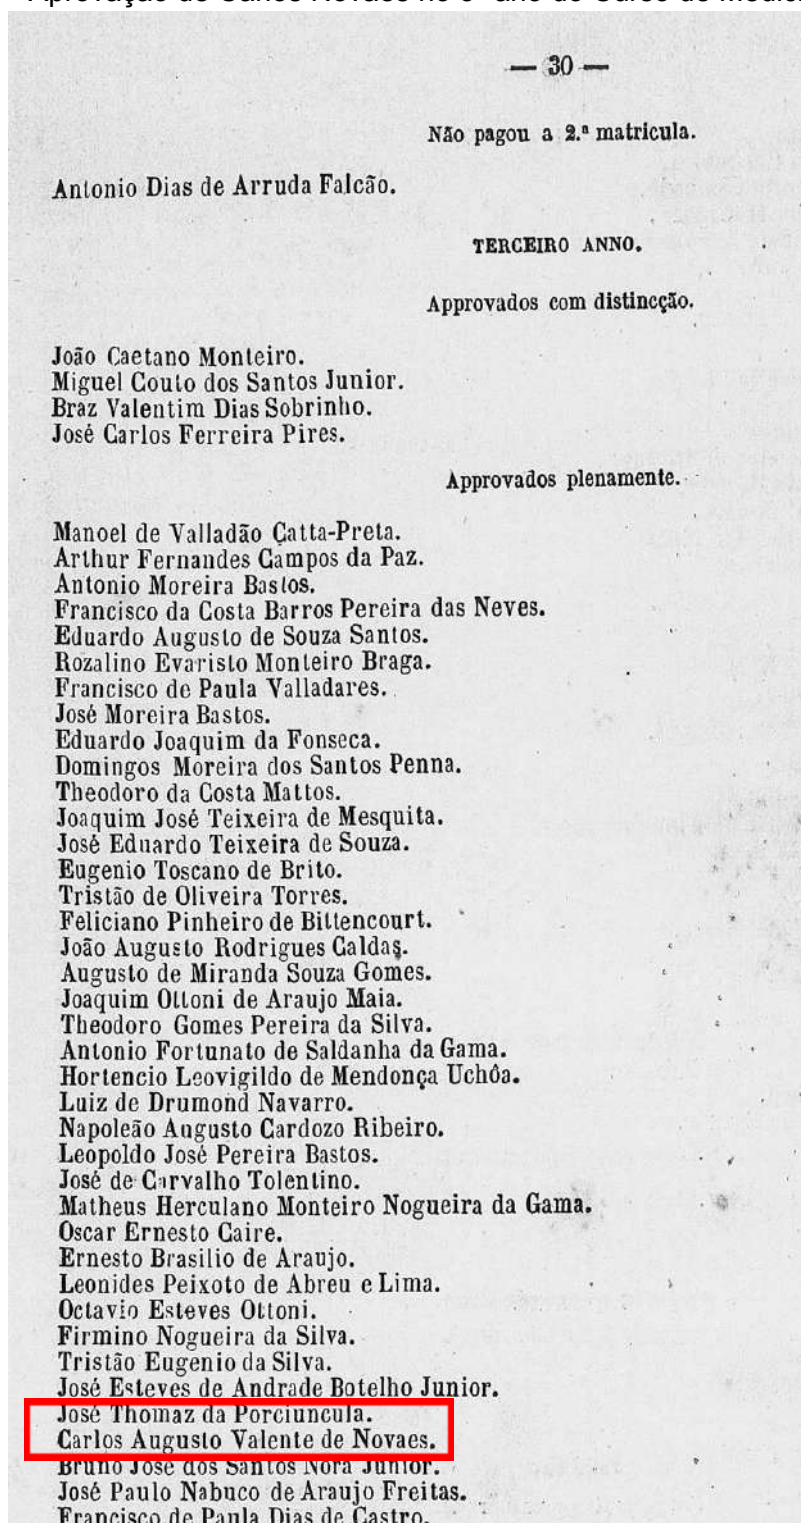 Aprovação de Carlos Novaes no 3º ano do Curso de Medici
— 30 —
Não pagou a 2.ª matricula.
Antonio Dias de Arruda Falcão.
TERCEIRO ANNO.
Approvados com distincção.
João Caetano Monteiro.
Miguel Couto dos Santos Junior.
Braz Valentim Dias Sobrinho.
José Carlos Ferreira Pires.
Approvados plenamente.
Manoel de Valladão Catta-Preta.
Arthur Fernandes Campos da Paz.
Antonio Moreira Bastos.
Francisco da Costa Barros Pereira das Neves.
Eduardo Augusto de Souza Santos.
Rozalino Evaristo Monteiro Braga.
Francisco de Paula Valladares.
José Moreira Bastos.
Eduardo Joaquim da Fonseca.
Domingos Moreira dos Santos Penna.
Theodoro da Costa Mattos.
Joaquim José Teixeira de Mesquita.
José Eduardo Teixeira de Souza.
Eugenio Toscano de Brito.
Tristão de Oliveira Torres.
Feliciano Pinheiro de Bittencourt.
João Augusto Rodrigues Caldas.
Augusto de Miranda Souza Gomes.
Joaquim Ottoni de Araujo Maia.
Theodoro Gomes Pereira da Silva.
Antonio Fortunato de Saldanha da Gama.
Hortencio Leovigildo de Mendonça Uchôa.
Luiz de Drumond Navarro.
Napoleão Augusto Cardozo Ribeiro.
Leopoldo José Pereira Bastos.
José de Carvalho Tolentino.
Matheus Herculano Monteiro Nogueira da Gama.
Oscar Ernesto Caire.
Ernesto Brasilio de Araujo.
Leonides Peixoto de Abreu e Lima.
Octavio Esteves Ottoni.
Firmino Nogueira da Silva.
Tristão Eugenio da Silva.
José Esteves de Andrade Botelho Junior.
José Thomaz da Porciuncula.
Carlos Augusto Valente de Novaes.
Bruno José dos Santos Nora Junior.
José Paulo Nabuco de Araujo Freitas.
Francisco de Paula Dias de Castro.